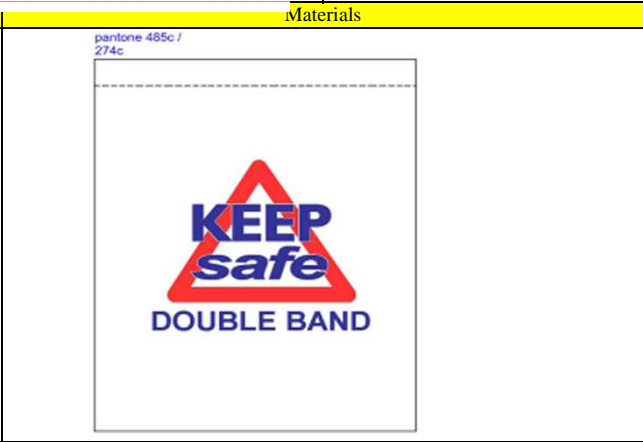 Materials
pantone 485c /
274c
KEEP
safe
DOUBLE BAND